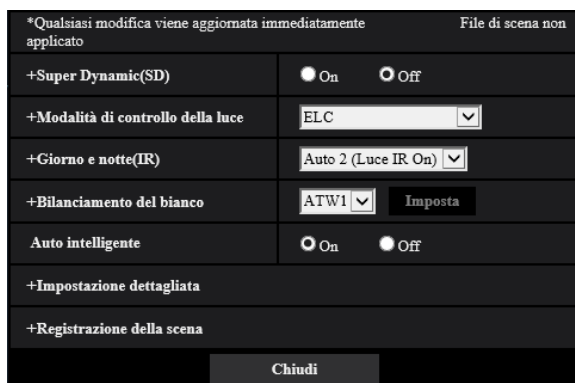 *Qualsiasi modifica viene aggiornata immediatamente File di scena non
applicato
+Super Dynamic(SD) On Off
+Modalità di controllo della luce ELC
+Giorno e notte(IR) Auto 2 (Luce IR On)
+Bilanciamento del bianco ATW1 Imposta
Auto intelligente On Off
+Impostazione dettagliata
+Registrazione della scena
Chiudi